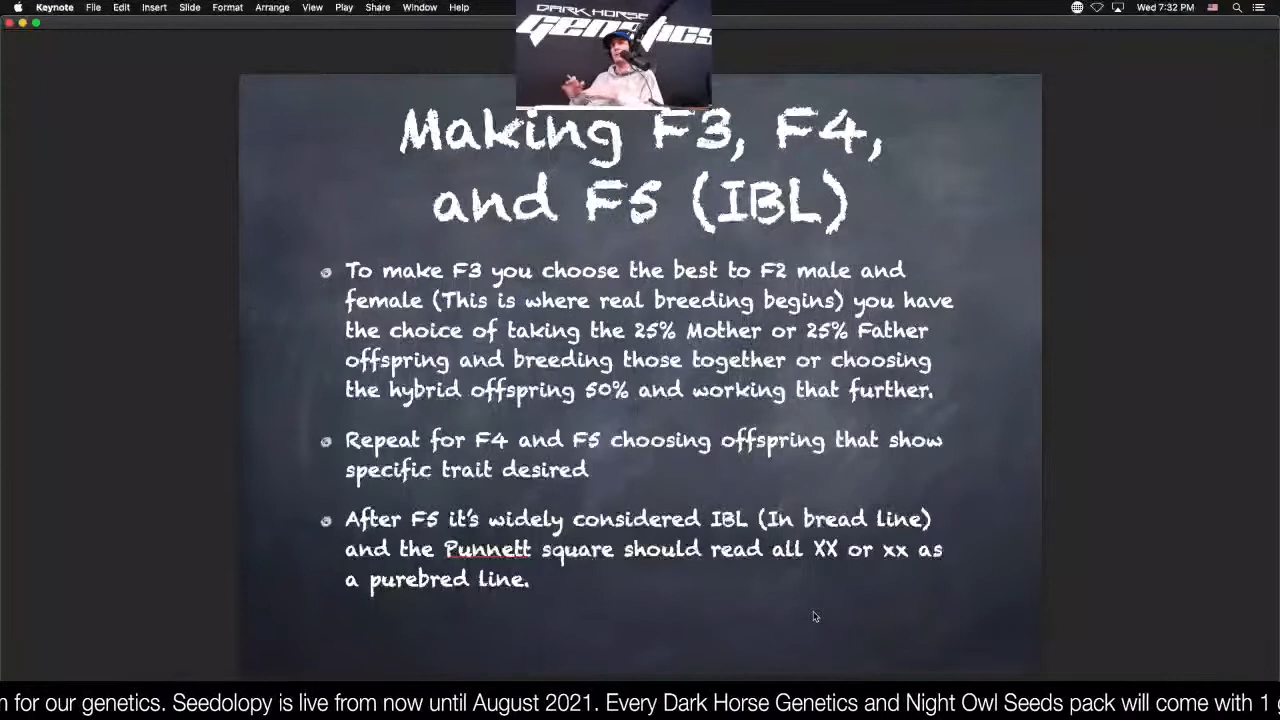 Keynote File Edit Insert Slide Format Arrange View Play Share Window Help Wed 7:32 PM
DARK HORSE
genetics
Making F3, F4,
and F5 (IBL)
To make F3 you choose the best to F2 male and
female (This is where real breeding begins) you have
the choice of taking the 25% Mother or 25% Father
offspring and breeding those together or choosing
the hybrid offspring 50% and working that further.
Repeat for F4 and F5 choosing offspring that show
specific trait desired
After F5 it's widely considered IBL (In bread line)
and the Punnett square should read all XX or xx as
a purebred line.
for our genetics. Seedolopy is live from now until August 2021. Every Dark Horse Genetics and Night Owl Seeds pack will come with 1